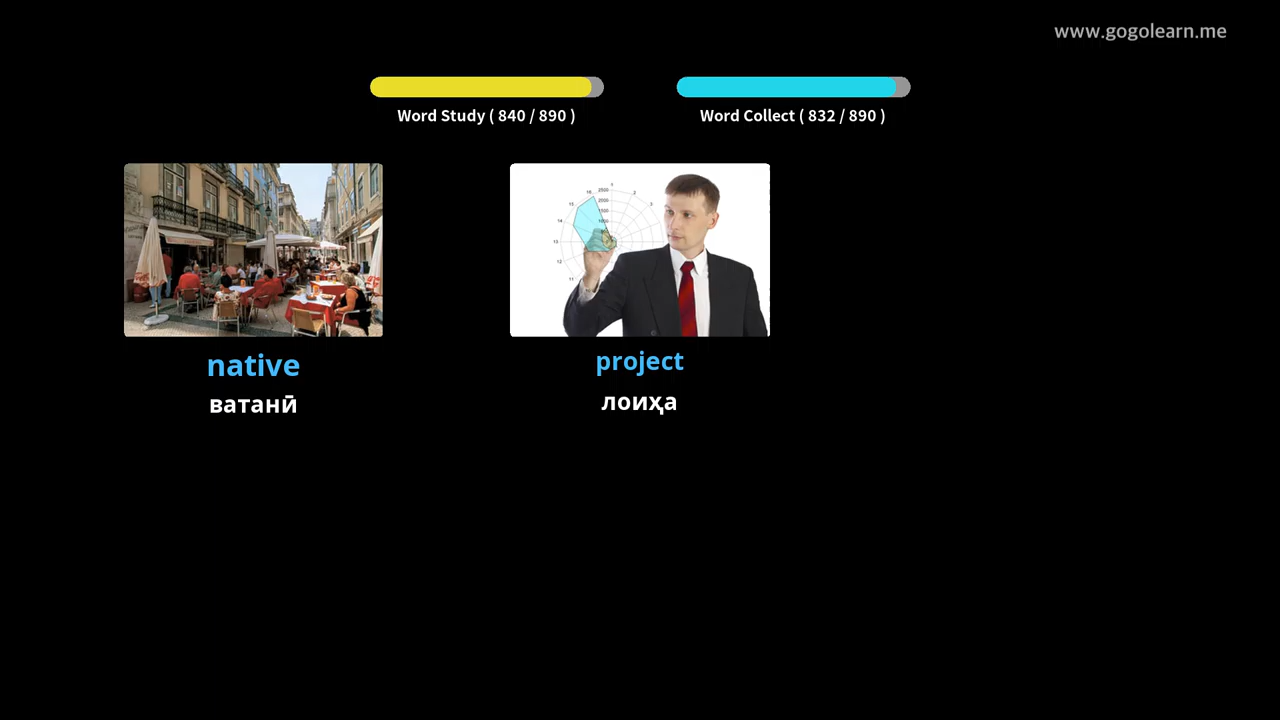 www.gogolearn.me
Word Study ( 840 / 890 )
Word Collect ( 832 / 890 )
native
ватанӣ
project
лоиҳа